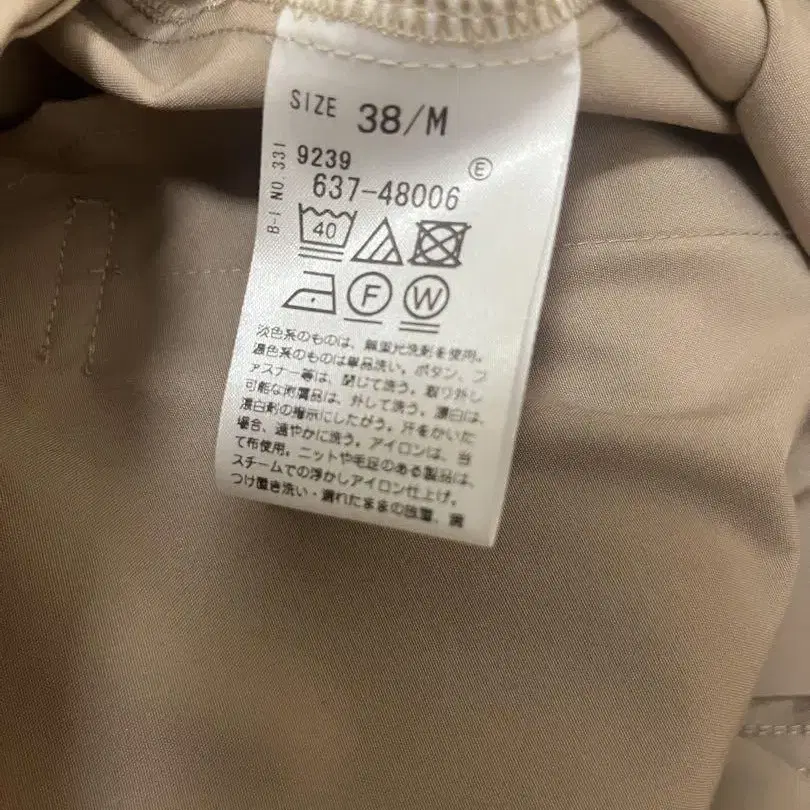 SIZE 38/M
B-I NO.331
9239
Ⓔ
637-48006
40
F W
淡色系のものは、無蛍光洗剤を使用。
濃色系のものは単品洗い。ボタン、フ
ァスナー等は、閉じて洗う。取り外し
可能な附属品は、外して洗う。漂白は、
漂白剤の指示にしたがう。汗をかいた
場合、速やかに洗う。アイロンは、当
て布使用。ニットや毛足のある製品は、
スチームでの浮かしアイロン仕上げ。
つけ置き洗い・濡れたままの放置、濡